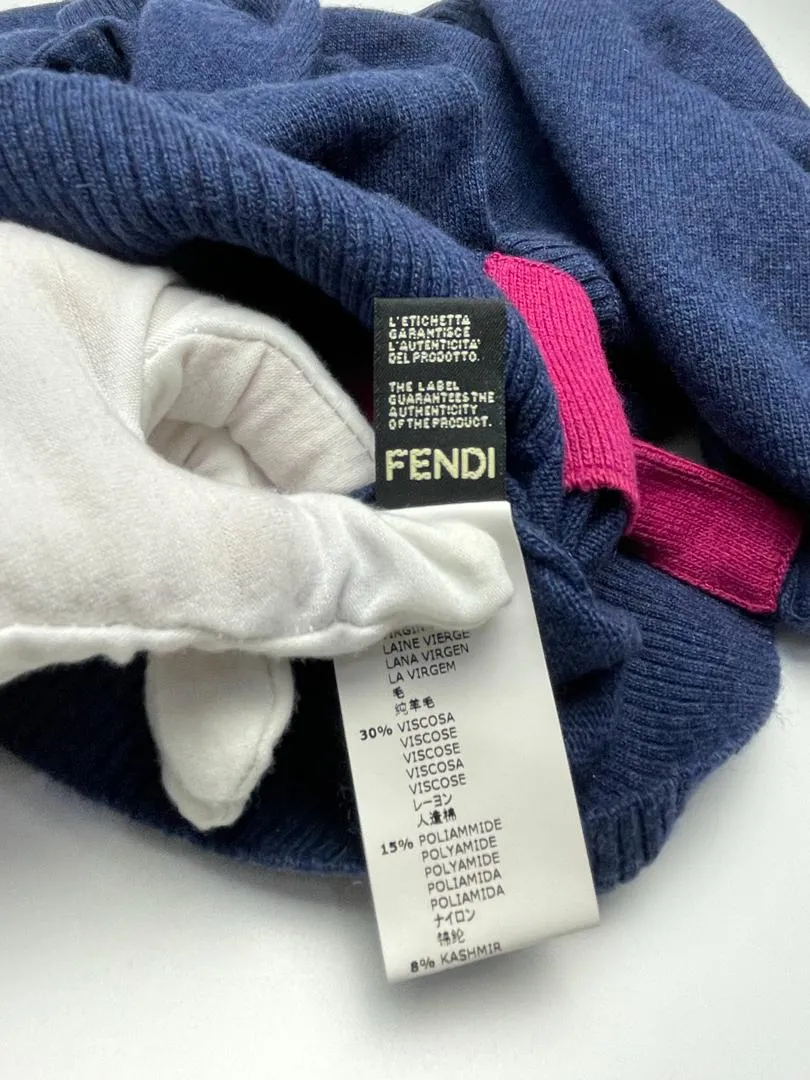 L'ETICHETTA
GARANTISCE
L'AUTENTICITA'
DEL PRODOTTO.
THE LABEL
GUARANTEES THE
AUTHENTICITY
OF THE PRODUCT.
FENDI
LAINE VIERGE
LANA VIRGEN
LA VIRGEM
毛
纯羊毛
30% VISCOSA
VISCOSE
VISCOSE
VISCOSA
VISCOSE
レーヨン
人造棉
15% POLIAMMIDE
POLYAMIDE
POLYAMIDE
POLIAMIDA
POLIAMIDA
ナイロン
锦纶
8% KASHMIR